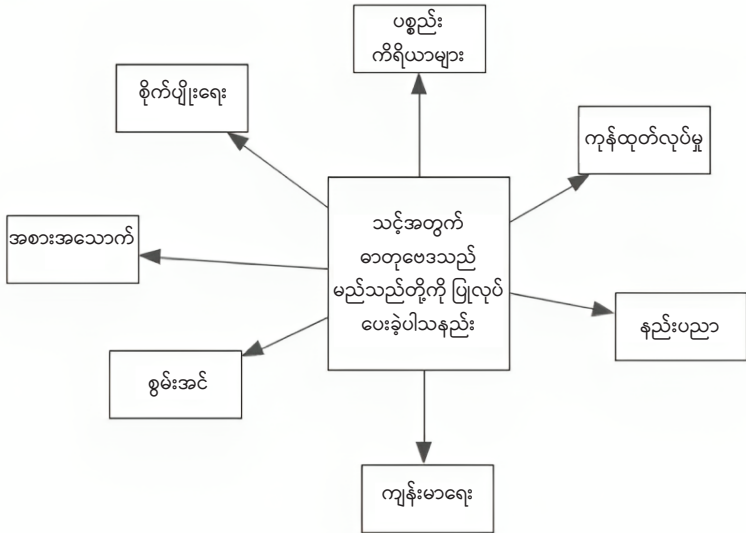 ပစ္စည်း
ကိရိယာများ
စိုက်ပျိုးရေး
ကုန်ထုတ်လုပ်မှု
သင့်အတွက်
ဓာတုဗေဒသည်
မည်သည်တို့ကို ပြုလုပ်
ပေးခဲ့ပါသနည်း
အစားအသောက်
နည်းပညာ
စွမ်းအင်
ကျန်းမာရေး